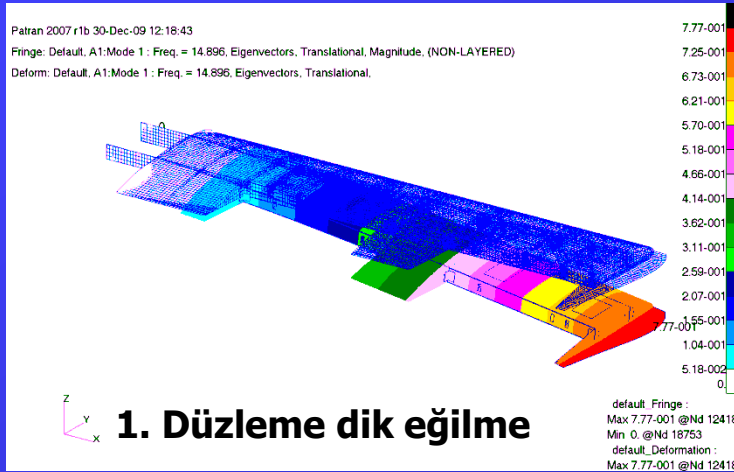 Patran 2007 r1b 30-Dec-09 12:18:43
Fringe: Default, A1:Mode 1 : Freq. = 14.896, Eigenvectors, Translational, Magnitude, (NON-LAYERED)
Deform: Default, A1:Mode 1 : Freq. = 14.896, Eigenvectors, Translational,
7.77-001
7.25-001
6.73-001
6.21-001
5.70-001
5.18-001
4.66-001
4.14-001
3.62-001
3.11-001
2.59-001
2.07-001
1.55-001
1.04-001
5.18-002
0.
7.77-001
Z
Y
X
1. Düzleme dik eğilme
default_Fringe :
Max 7.77-001 @Nd 12418
Min 0. @Nd 18753
default_Deformation :
Max 7.77-001 @Nd 12418